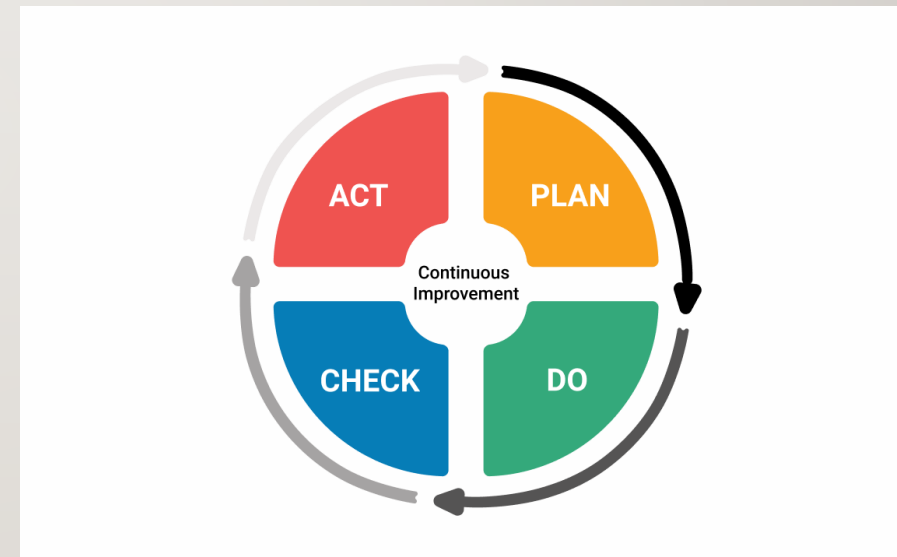 ACT
PLAN
Continuous
Improvement
CHECK
DO